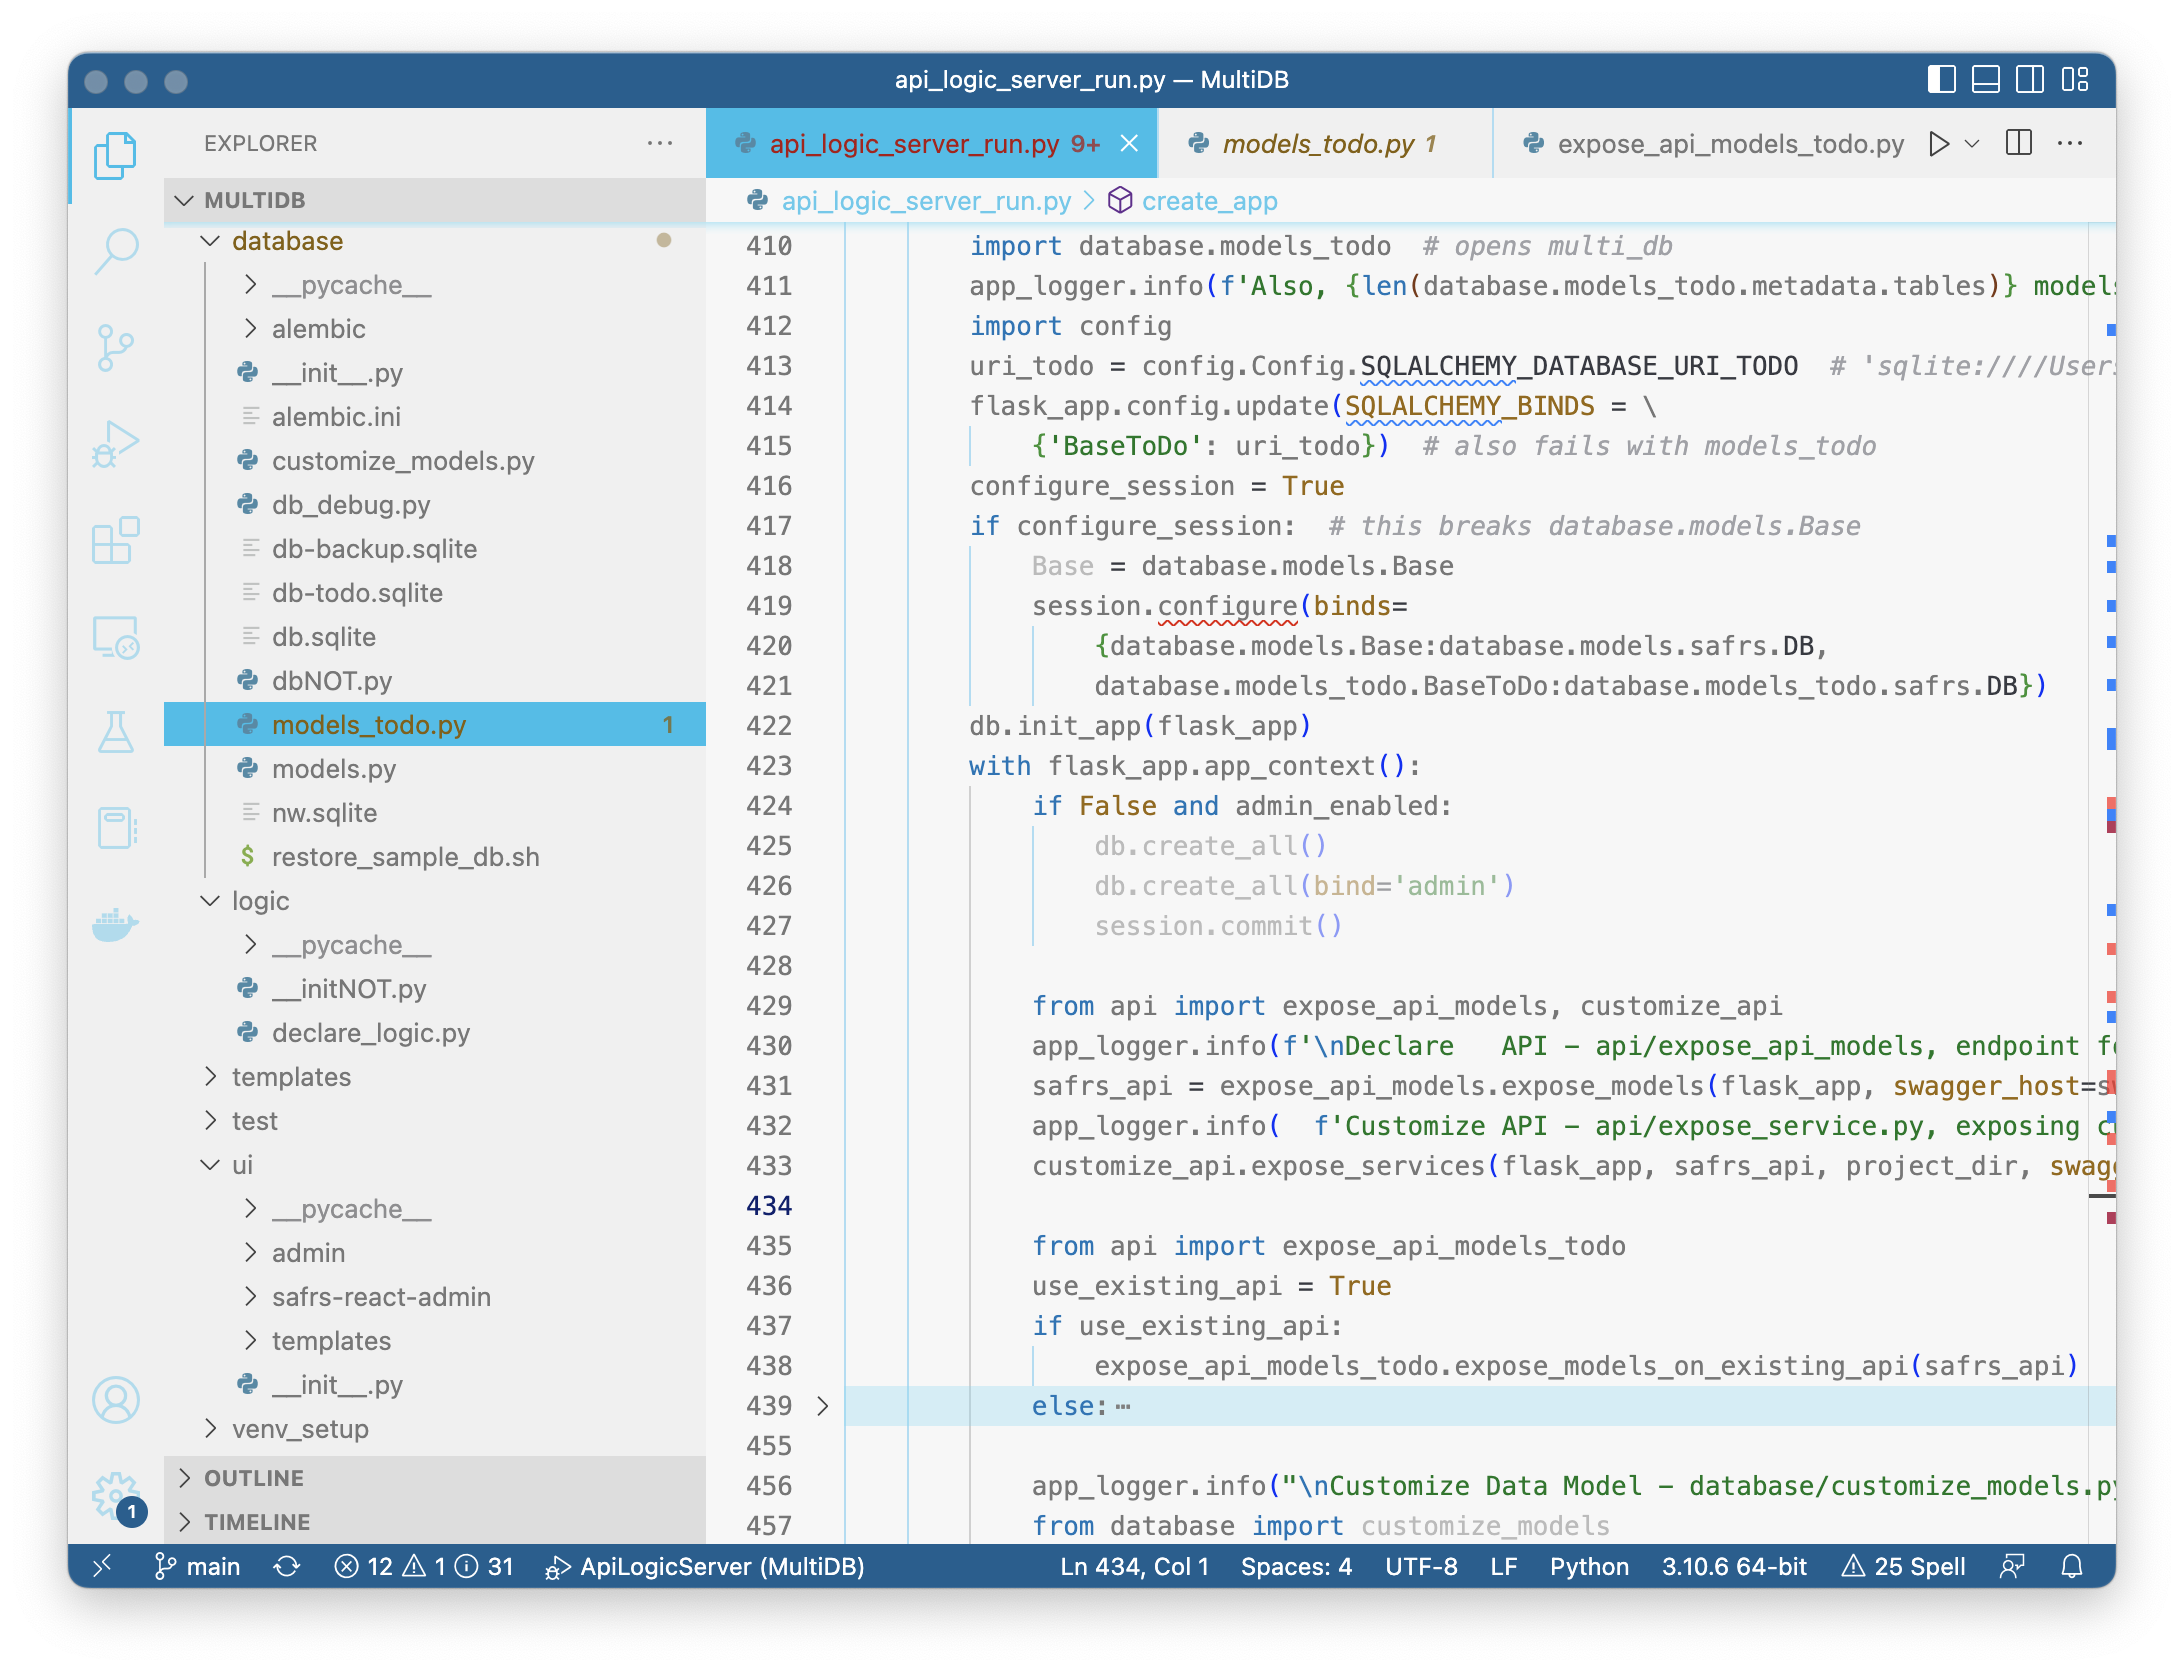 api_logic_server_run.py — MultiDB
EXPLORER
MULTIDB
database
__pycache__
alembic
__init__.py
alembic.ini
customize_models.py
db_debug.py
db-backup.sqlite
db-todo.sqlite
db.sqlite
dbNOT.py
models_todo.py 1
models.py
nw.sqlite
$ restore_sample_db.sh
logic
__pycache__
__initNOT.py
declare_logic.py
templates
test
ui
__pycache__
admin
safrs-react-admin
templates
__init__.py
venv_setup
OUTLINE
TIMELINE
1
api_logic_server_run.py 9+ models_todo.py 1 expose_api_models_todo.py
api_logic_server_run.py > create_app
410 import database.models_todo # opens multi_db
411 app_logger.info(f'Also, {len(database.models_todo.metadata.tables)} models
412 import config
413 uri_todo = config.Config.SQLALCHEMY_DATABASE_URI_TODO # 'sqlite:////Users
414 flask_app.config.update(SQLALCHEMY_BINDS = \
415 {'BaseToDo': uri_todo}) # also fails with models_todo
416 configure_session = True
417 if configure_session: # this breaks database.models.Base
418 Base = database.models.Base
419 session.configure(binds=
420 {database.models.Base:database.models.safrs.DB,
421 database.models_todo.BaseToDo:database.models_todo.safrs.DB})
422 db.init_app(flask_app)
423 with flask_app.app_context():
424 if False and admin_enabled:
425 db.create_all()
426 db.create_all(bind='admin')
427 session.commit()
428
429 from api import expose_api_models, customize_api
430 app_logger.info(f'\nDeclare   API – api/expose_api_models, endpoint fo
431 safrs_api = expose_api_models.expose_models(flask_app, swagger_host=sw
432 app_logger.info(  f'Customize API – api/expose_service.py, exposing cu
433 customize_api.expose_services(flask_app, safrs_api, project_dir, swagg
434
435 from api import expose_api_models_todo
436 use_existing_api = True
437 if use_existing_api:
438 expose_api_models_todo.expose_models_on_existing_api(safrs_api)
439 else:⋯
455
456 app_logger.info("\nCustomize Data Model – database/customize_models.py
457 from database import customize_models
main 12 1 31 ApiLogicServer (MultiDB) Ln 434, Col 1 Spaces: 4 UTF-8 LF Python 3.10.6 64-bit 25 Spell